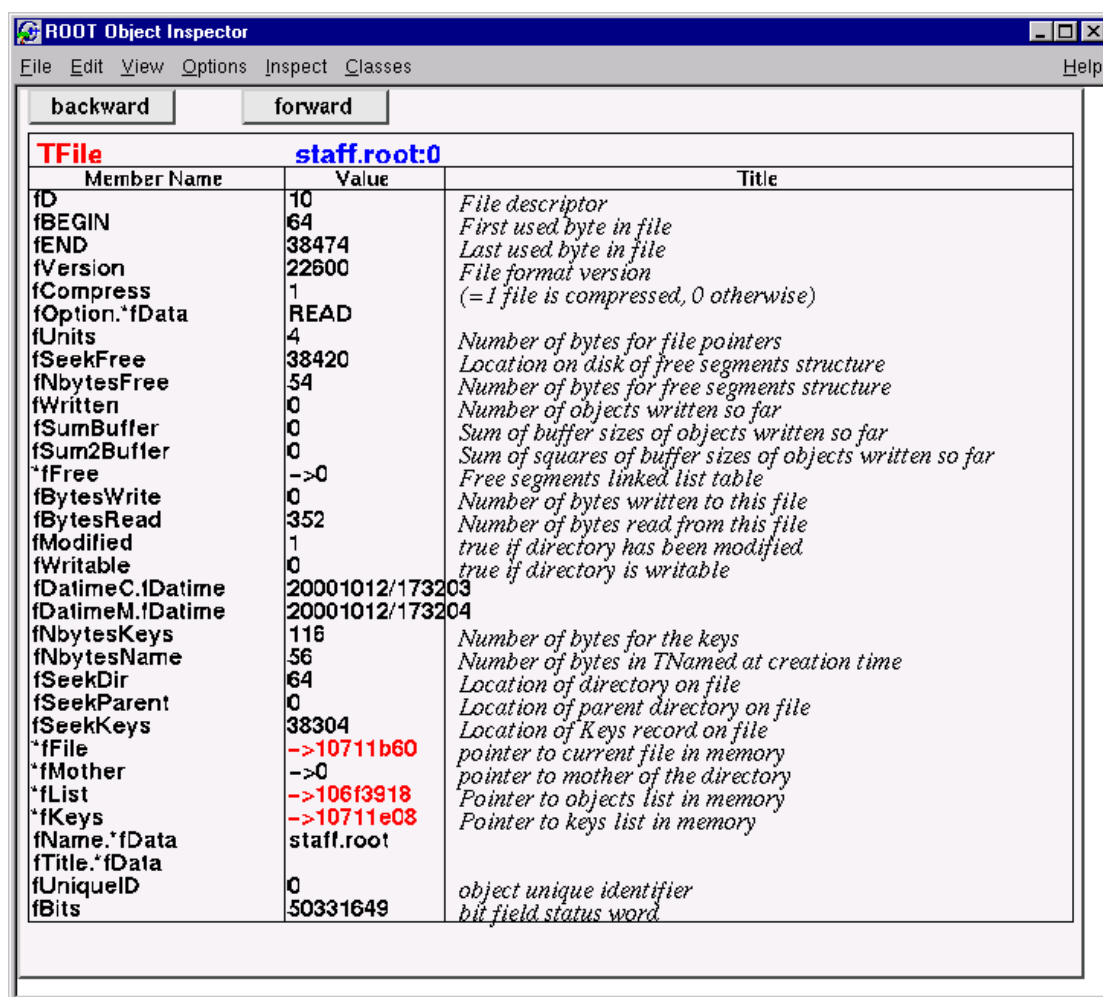 ROOT Object Inspector
File Edit View Options Inspect Classes Help
backward forward
TFile staff.root:0
Member Name Value Title
fD 10 File descriptor
fBEGIN 64 First used byte in file
fEND 38474 Last used byte in file
fVersion 22600 File format version
fCompress 1 (=1 file is compressed, 0 otherwise)
fOption.*fData READ
fUnits 4 Number of bytes for file pointers
fSeekFree 38420 Location on disk of free segments structure
fNbytesFree 54 Number of bytes for free segments structure
fWritten 0 Number of objects written so far
fSumBuffer 0 Sum of buffer sizes of objects written so far
fSum2Buffer 0 Sum of squares of buffer sizes of objects written so far
*fFree ->0 Free segments linked list table
fBytesWrite 0 Number of bytes written to this file
fBytesRead 352 Number of bytes read from this file
fModified 1 true if directory has been modified
fWritable 0 true if directory is writable
fDatimeC.fDatime 20001012/173203
fDatimeM.fDatime 20001012/173204
fNbytesKeys 116 Number of bytes for the keys
fNbytesName 56 Number of bytes in TNamed at creation time
fSeekDir 64 Location of directory on file
fSeekParent 0 Location of parent directory on file
fSeekKeys 38304 Location of Keys record on file
*fFile ->10711b60 pointer to current file in memory
*fMother ->0 pointer to mother of the directory
*fList ->106f3918 Pointer to objects list in memory
*fKeys ->10711e08 Pointer to keys list in memory
fName.*fData staff.root
fTitle.*fData
fUniqueID 0 object unique identifier
fBits 50331649 bit field status word